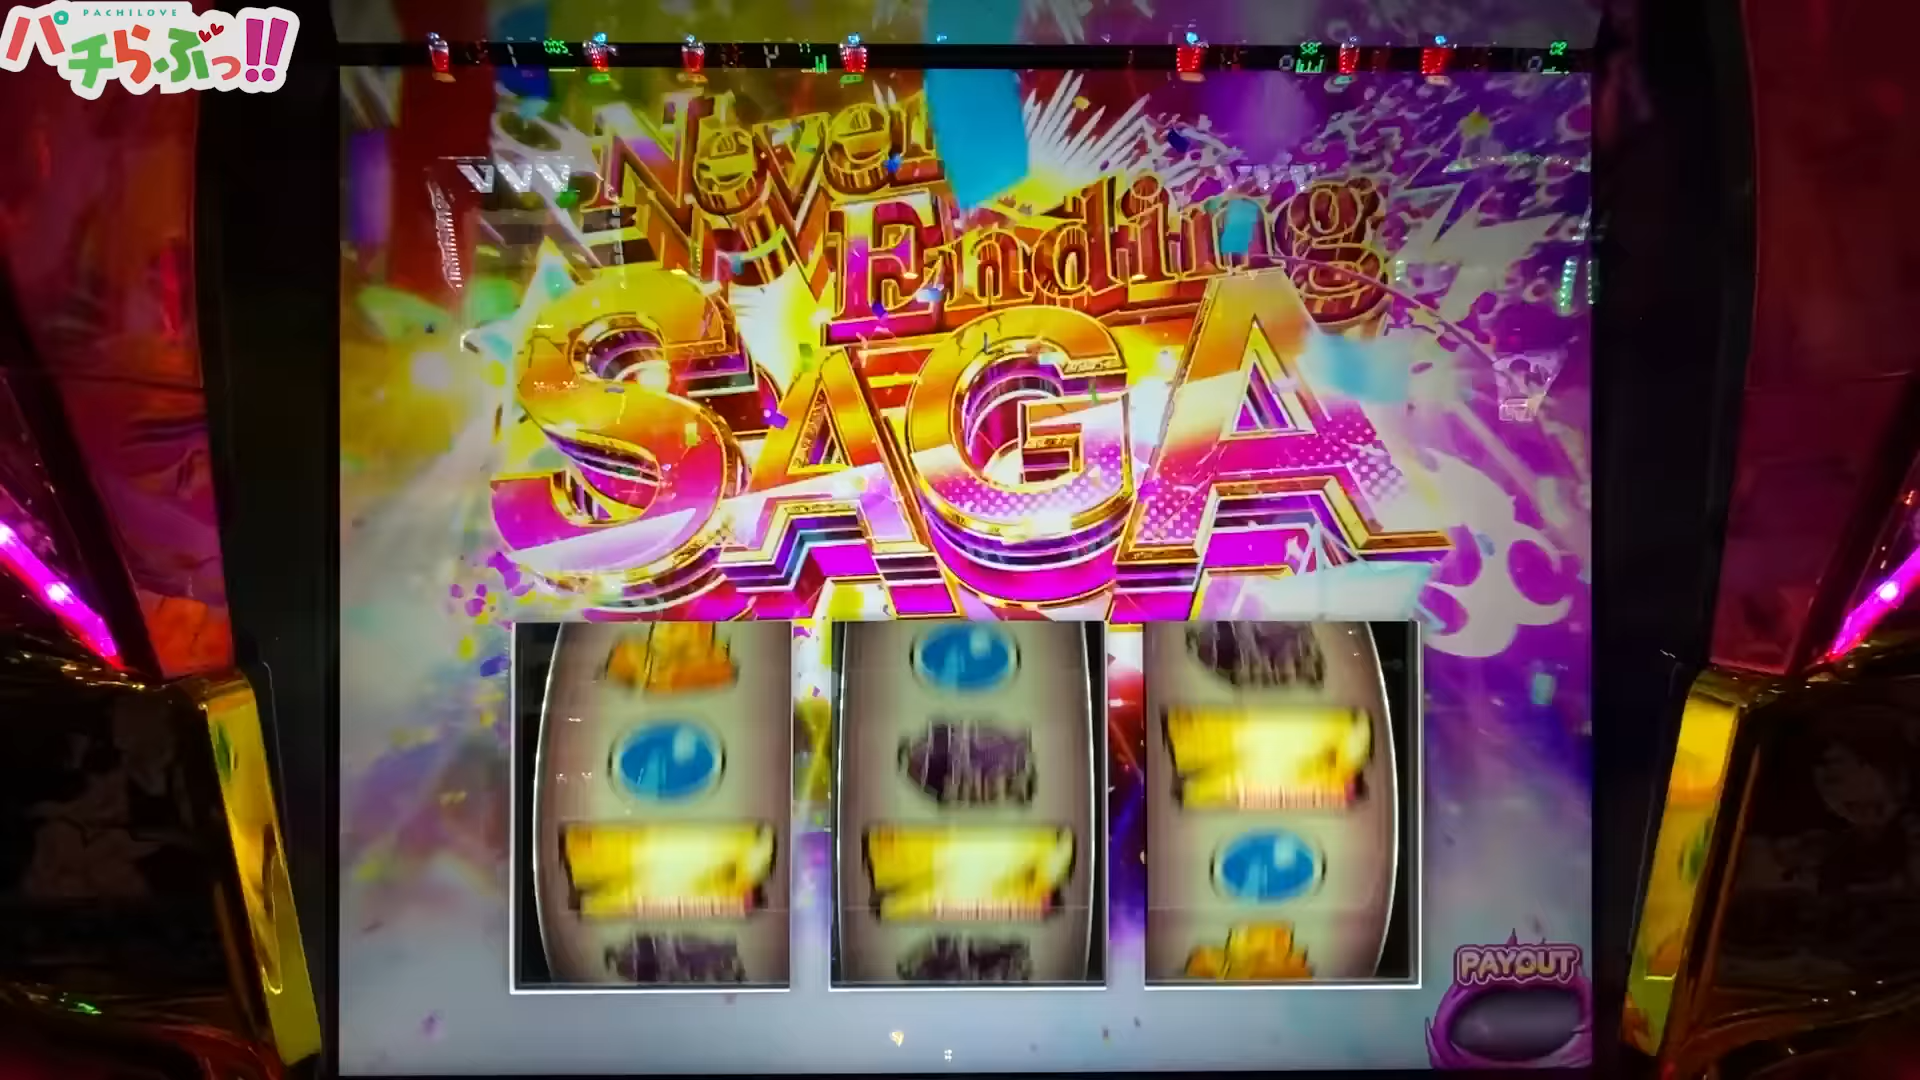 PACHILOVE
パチらぶっ!!
Never
Ending
SAGA
PAYOUT